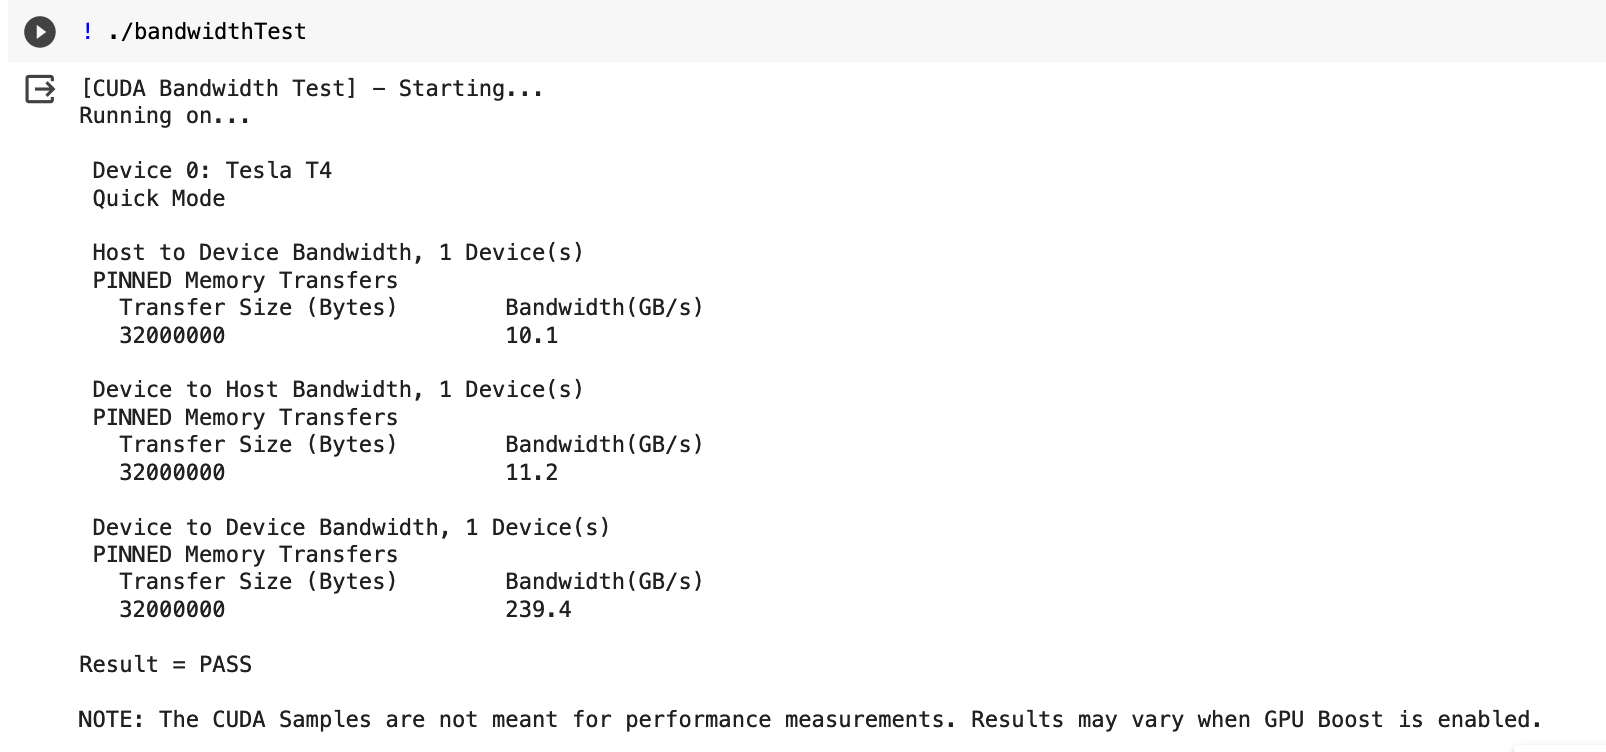 ! ./bandwidthTest
[CUDA Bandwidth Test] - Starting...
Running on...
Device 0: Tesla T4
Quick Mode
Host to Device Bandwidth, 1 Device(s)
PINNED Memory Transfers
Transfer Size (Bytes) Bandwidth(GB/s)
32000000 10.1
Device to Host Bandwidth, 1 Device(s)
PINNED Memory Transfers
Transfer Size (Bytes) Bandwidth(GB/s)
32000000 11.2
Device to Device Bandwidth, 1 Device(s)
PINNED Memory Transfers
Transfer Size (Bytes) Bandwidth(GB/s)
32000000 239.4
Result = PASS
NOTE: The CUDA Samples are not meant for performance measurements. Results may vary when GPU Boost is enabled.